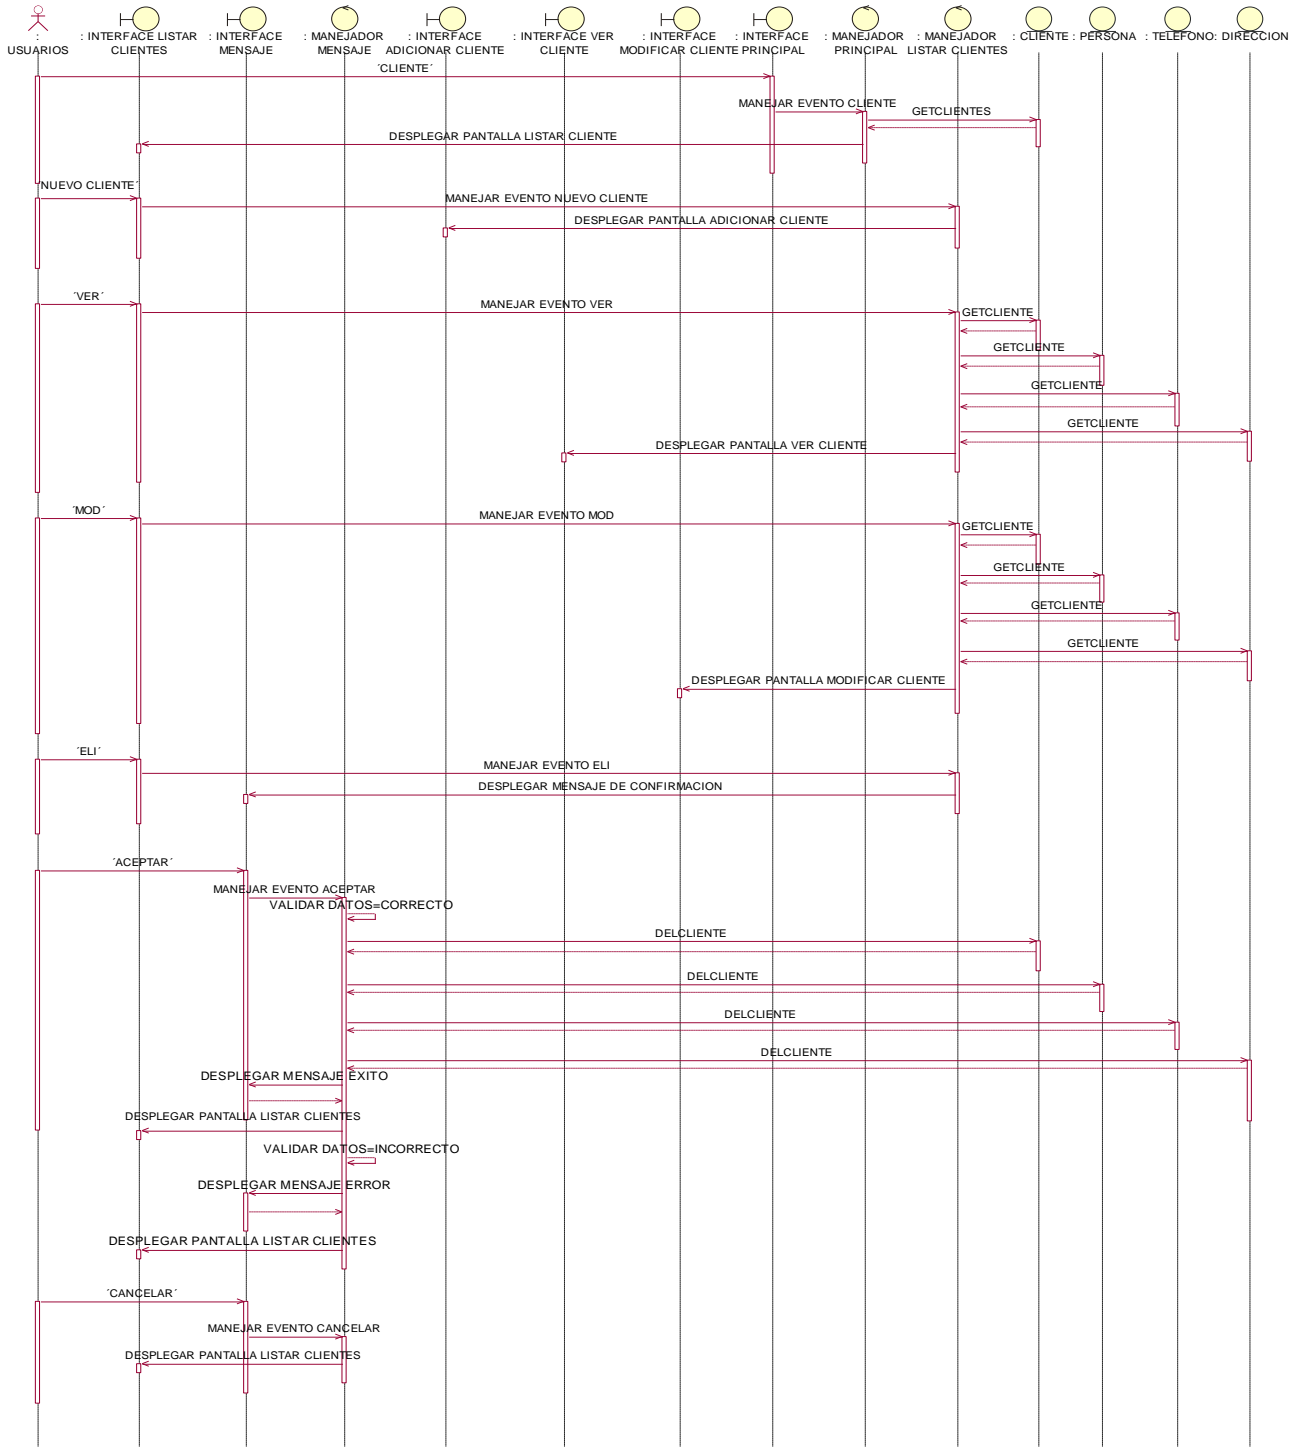 :
USUARIOS
: INTERFACE LISTAR
CLIENTES
: INTERFACE
MENSAJE
: MANEJADOR
MENSAJE
: INTERFACE
ADICIONAR CLIENTE
: INTERFACE VER
CLIENTE
: INTERFACE
MODIFICAR CLIENTE
: INTERFACE
PRINCIPAL
: MANEJADOR
PRINCIPAL
: MANEJADOR
LISTAR CLIENTES
: CLIENTE
: PERSONA
: TELEFONO
: DIRECCION
´CLIENTE´
MANEJAR EVENTO CLIENTE
GETCLIENTES
DESPLEGAR PANTALLA LISTAR CLIENTE
NUEVO CLIENTE´
MANEJAR EVENTO NUEVO CLIENTE
DESPLEGAR PANTALLA ADICIONAR CLIENTE
´VER´
MANEJAR EVENTO VER
GETCLIENTE
GETCLIENTE
GETCLIENTE
GETCLIENTE
DESPLEGAR PANTALLA VER CLIENTE
´MOD´
MANEJAR EVENTO MOD
GETCLIENTE
GETCLIENTE
GETCLIENTE
GETCLIENTE
DESPLEGAR PANTALLA MODIFICAR CLIENTE
´ELI´
MANEJAR EVENTO ELI
DESPLEGAR MENSAJE DE CONFIRMACION
´ACEPTAR´
MANEJAR EVENTO ACEPTAR
VALIDAR DATOS=CORRECTO
DELCLIENTE
DELCLIENTE
DELCLIENTE
DELCLIENTE
DESPLEGAR MENSAJE EXITO
DESPLEGAR PANTALLA LISTAR CLIENTES
VALIDAR DATOS=INCORRECTO
DESPLEGAR MENSAJE ERROR
DESPLEGAR PANTALLA LISTAR CLIENTES
´CANCELAR´
MANEJAR EVENTO CANCELAR
DESPLEGAR PANTALLA LISTAR CLIENTES